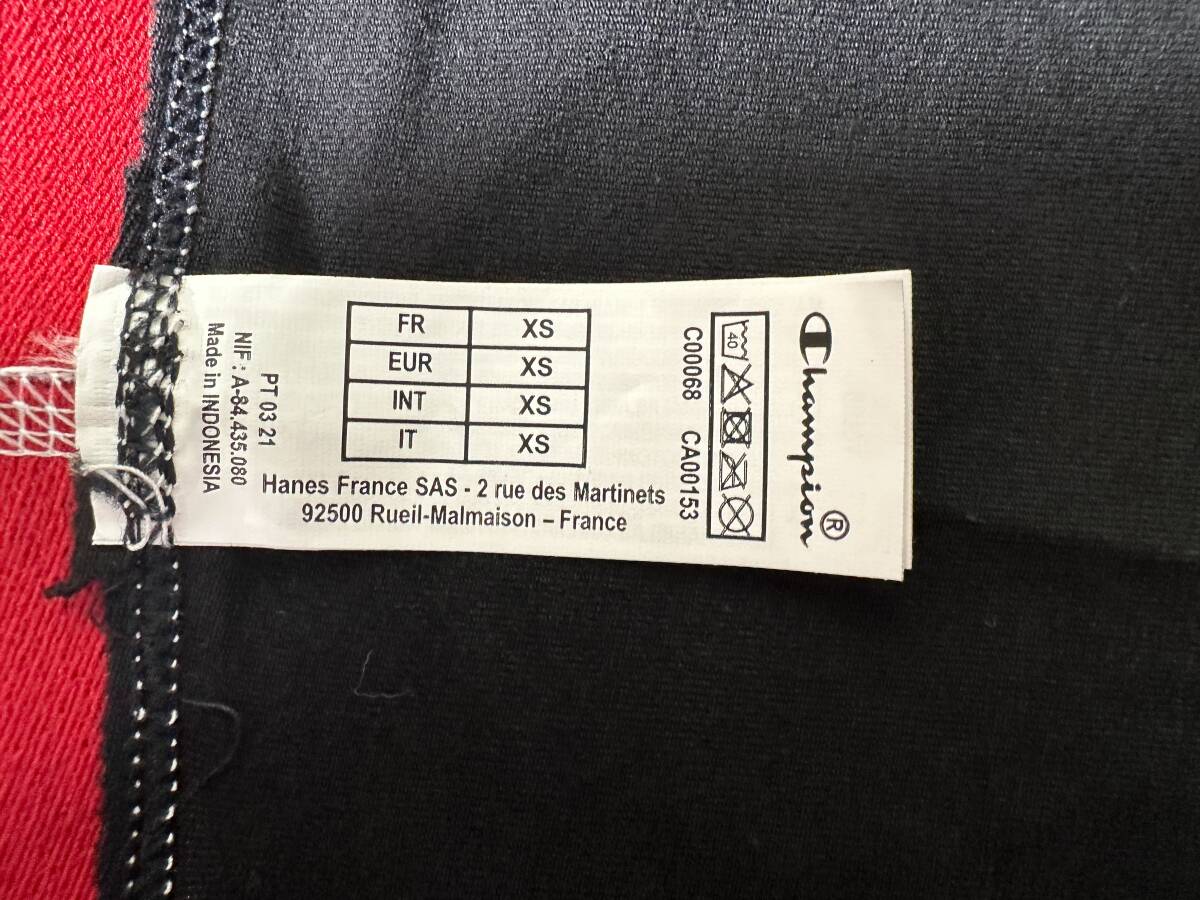 Champion®
40
C00068 CA00153
FR XS
EUR XS
INT XS
IT XS
Hanes France SAS - 2 rue des Martinets
92500 Rueil-Malmaison – France
PT 03 21
NIF: A-84.435.080
Made in INDONESIA